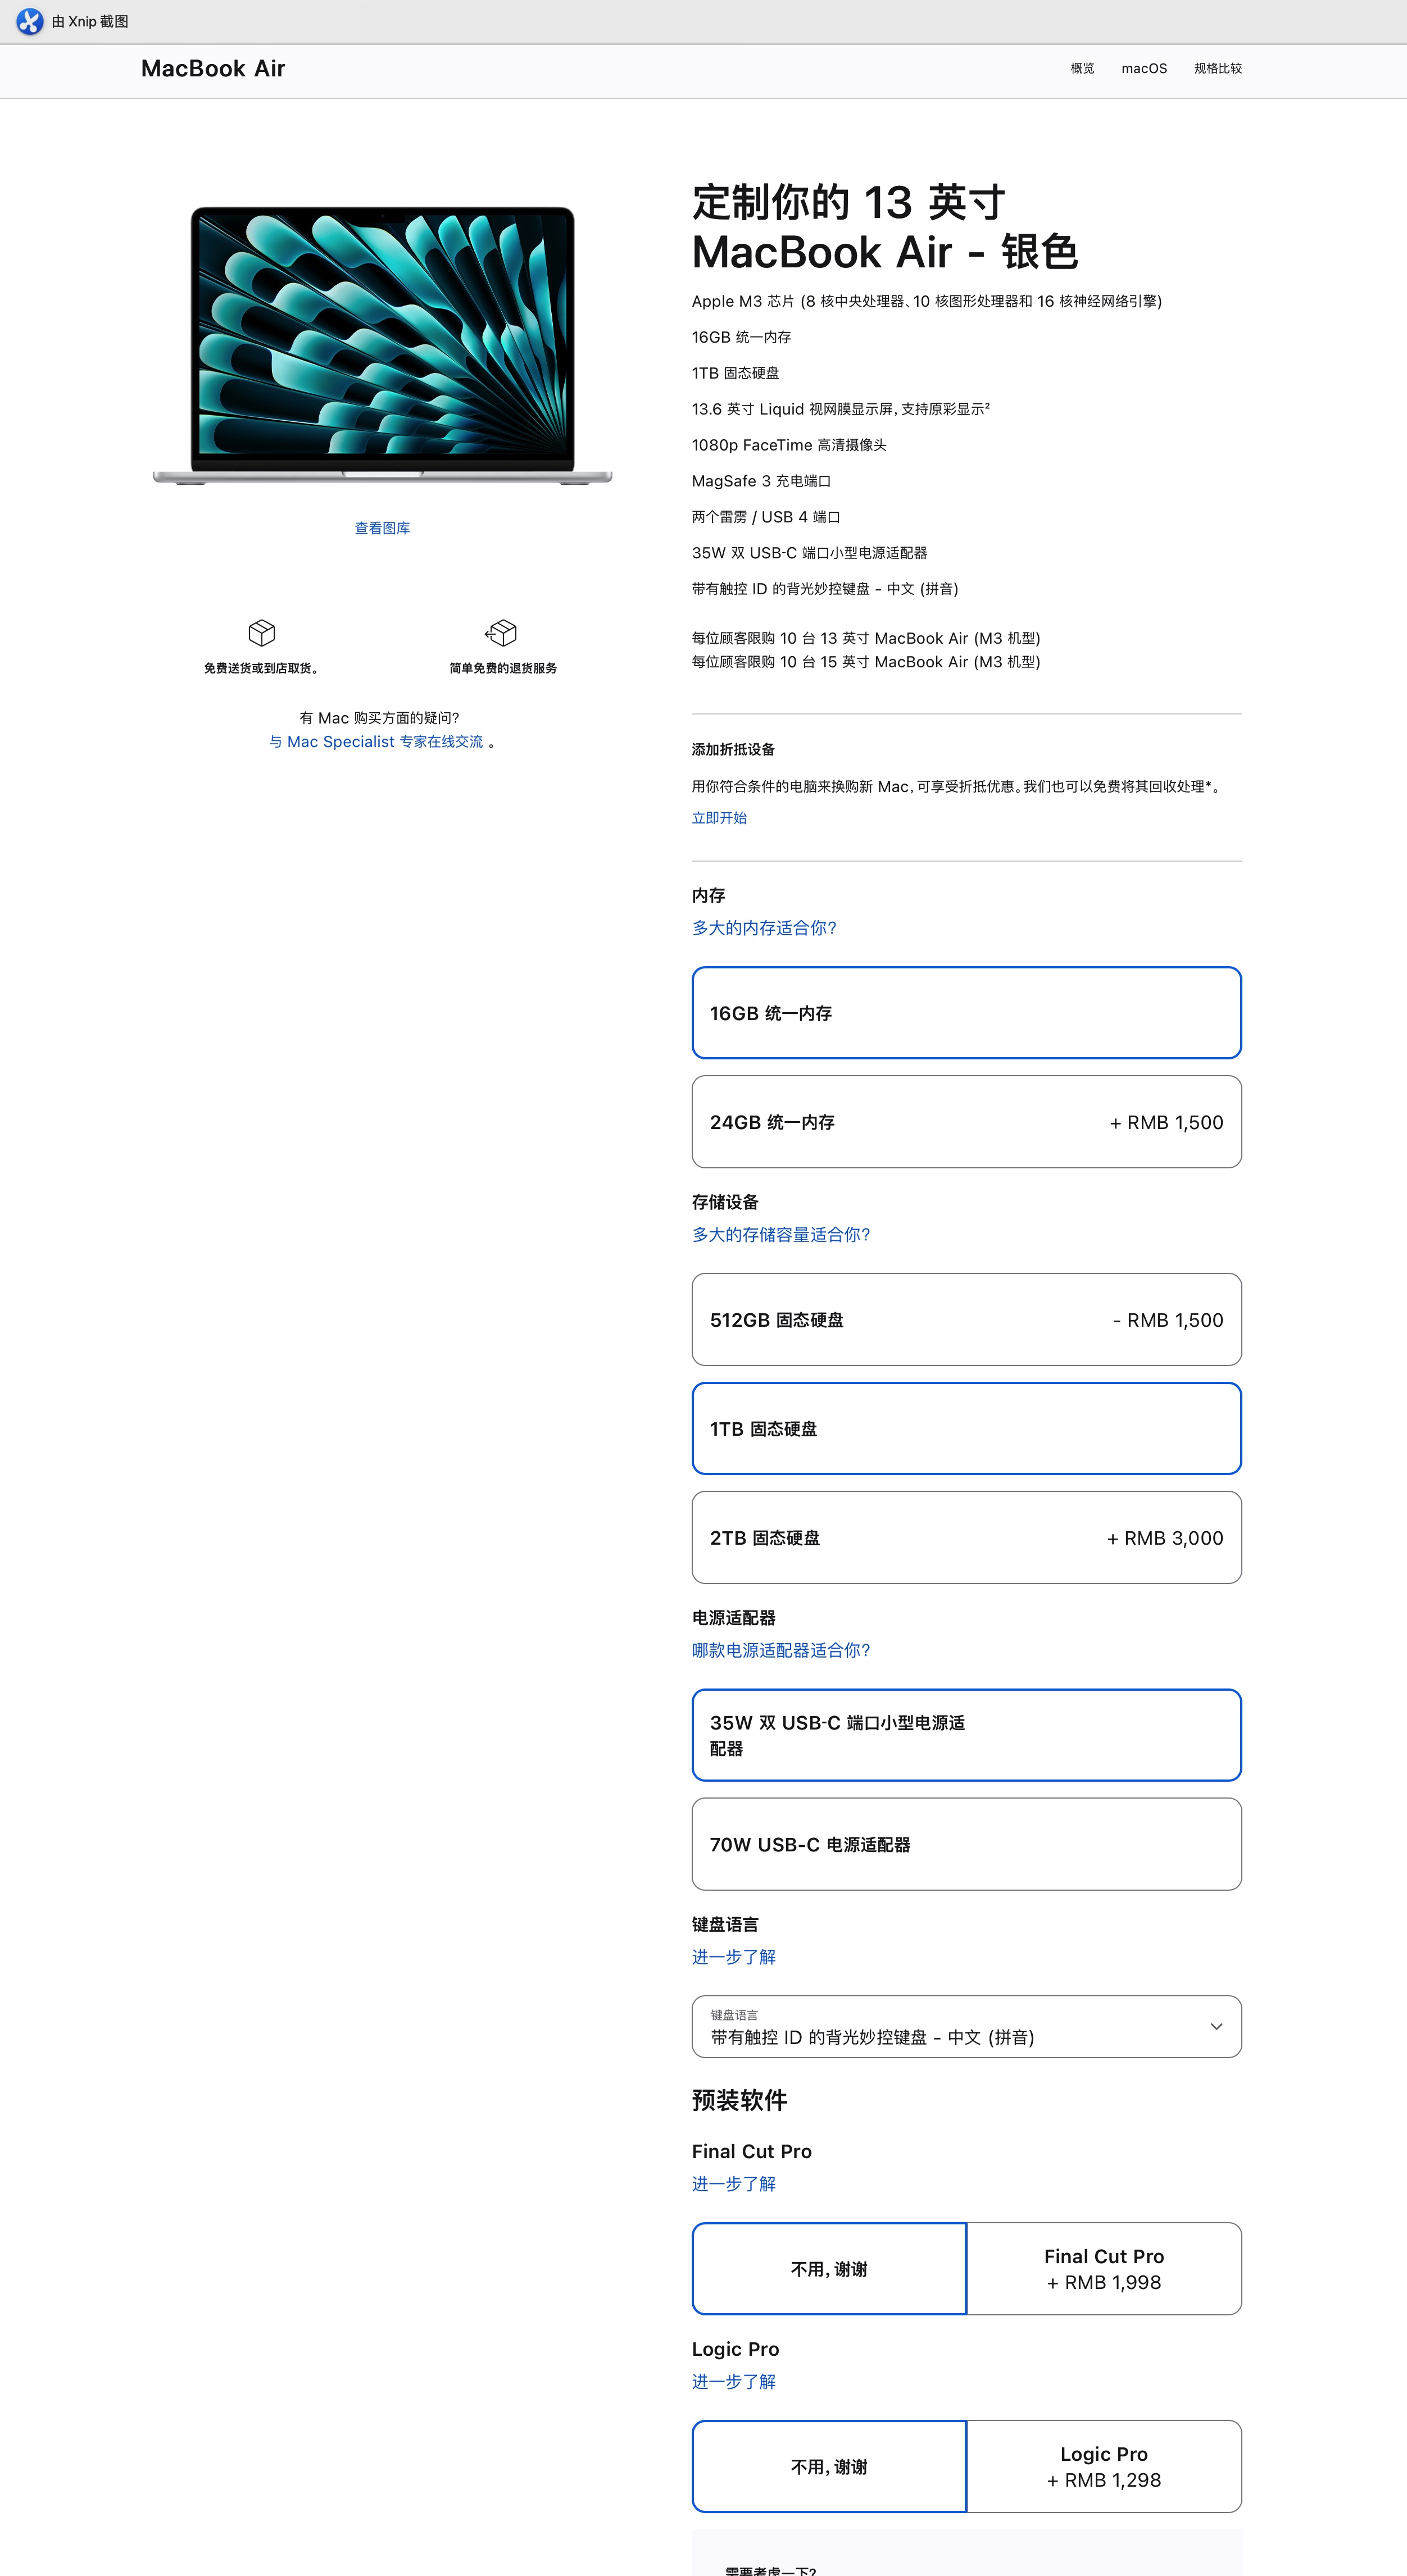 由 Xnip 截图
MacBook Air
概览
macOS
规格比较
定制你的 13 英寸
MacBook Air - 银色
Apple M3 芯片 (8 核中央处理器、10 核图形处理器和 16 核神经网络引擎)
16GB 统一内存
1TB 固态硬盘
13.6 英寸 Liquid 视网膜显示屏，支持原彩显示²
1080p FaceTime 高清摄像头
MagSafe 3 充电端口
两个雷雳 / USB 4 端口
35W 双 USB-C 端口小型电源适配器
带有触控 ID 的背光妙控键盘 - 中文 (拼音)
每位顾客限购 10 台 13 英寸 MacBook Air (M3 机型)
每位顾客限购 10 台 15 英寸 MacBook Air (M3 机型)
查看图库
免费送货或到店取货。
简单免费的退货服务
有 Mac 购买方面的疑问？
与 Mac Specialist 专家在线交流 。
添加折抵设备
用你符合条件的电脑来换购新 Mac，可享受折抵优惠。我们也可以免费将其回收处理*。
立即开始
内存
多大的内存适合你？
16GB 统一内存
24GB 统一内存
+ RMB 1,500
存储设备
多大的存储容量适合你？
512GB 固态硬盘
- RMB 1,500
1TB 固态硬盘
2TB 固态硬盘
+ RMB 3,000
电源适配器
哪款电源适配器适合你？
35W 双 USB-C 端口小型电源适
配器
70W USB-C 电源适配器
键盘语言
进一步了解
键盘语言
带有触控 ID 的背光妙控键盘 - 中文 (拼音)
预装软件
Final Cut Pro
进一步了解
不用，谢谢
Final Cut Pro
+ RMB 1,998
Logic Pro
进一步了解
不用，谢谢
Logic Pro
+ RMB 1,298
需要考虑一下？